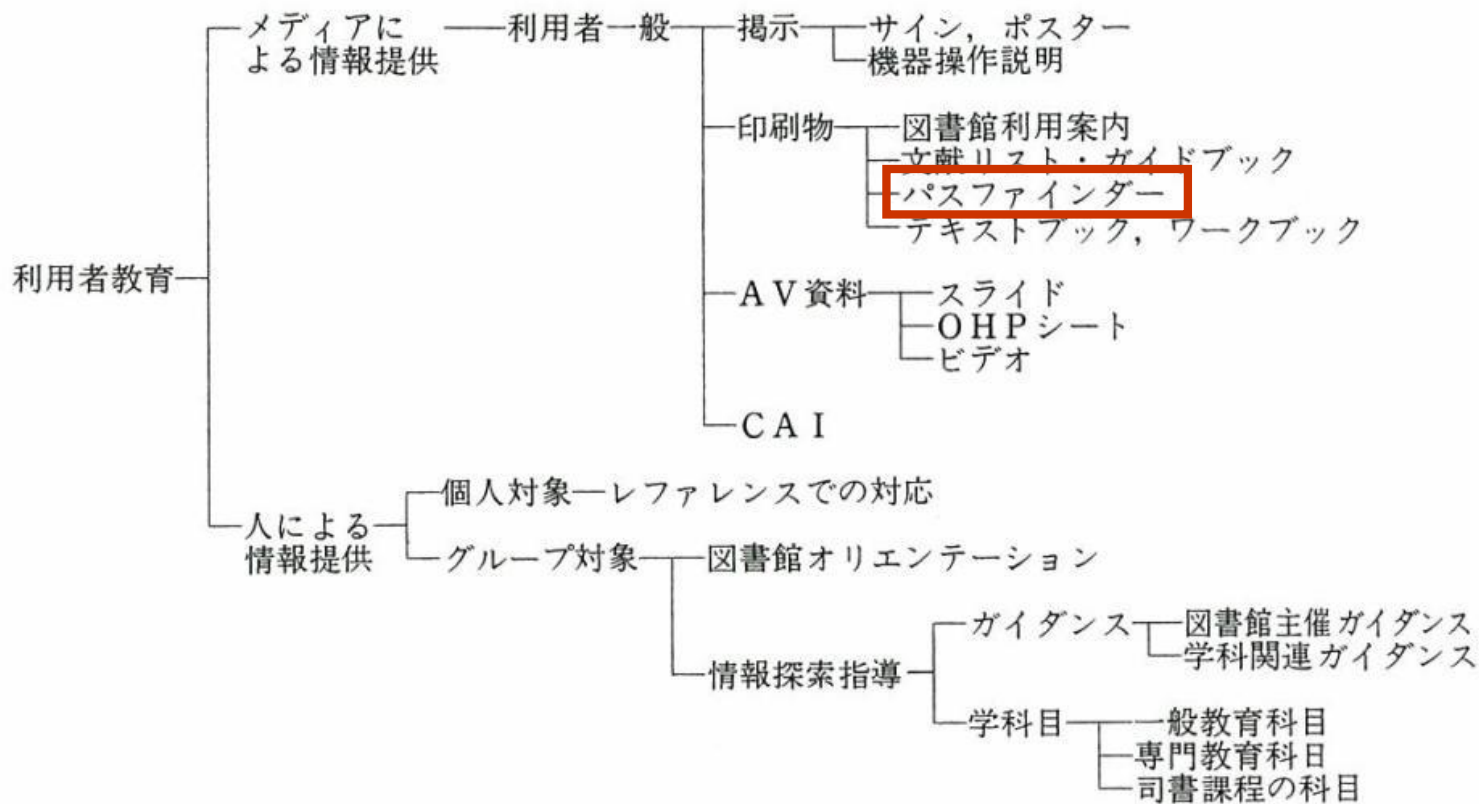 メディアに
よる情報提供
利用者一般
掲示
サイン，ポスター
機器操作説明
印刷物
図書館利用案内
文献リスト・ガイドブック
パスファインダー
テキストブック，ワークブック
利用者教育
ＡＶ資料
スライド
ＯＨＰシート
ビデオ
ＣＡＩ
個人対象
レファレンスでの対応
人による
情報提供
グループ対象
図書館オリエンテーション
ガイダンス
図書館主催ガイダンス
学科関連ガイダンス
情報探索指導
学科目
一般教育科目
専門教育科日
司書課程の科目